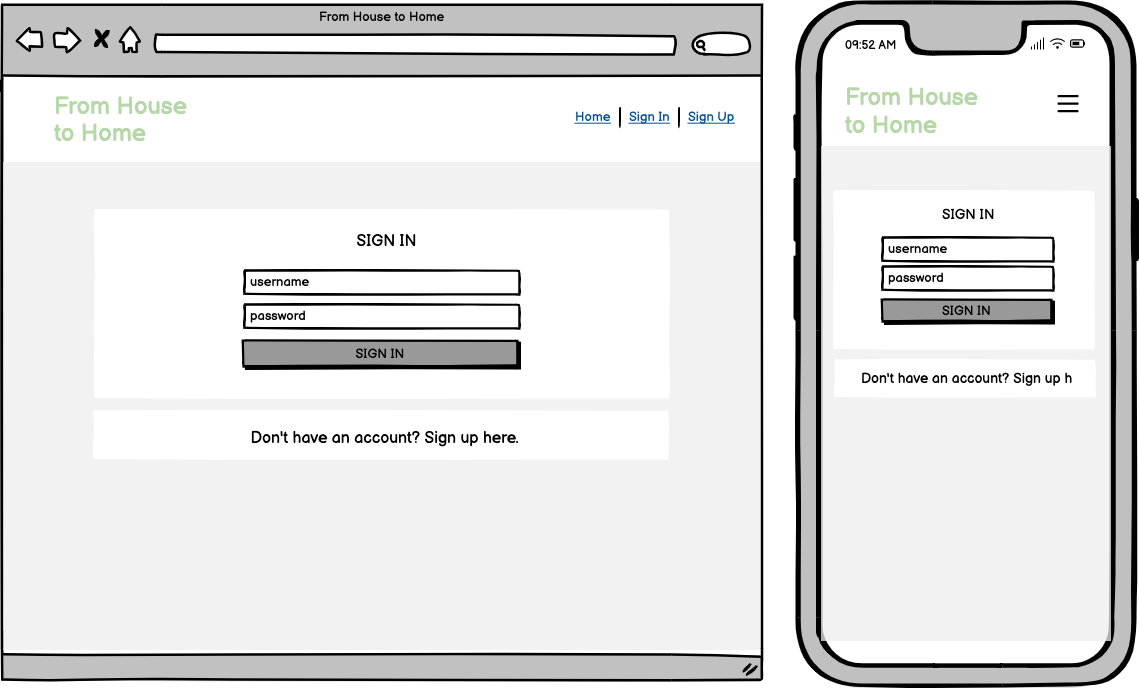 From House to Home
From House
to Home
Home | Sign In | Sign Up
SIGN IN
username
password
SIGN IN
Don't have an account? Sign up here.
09:52 AM
From House
to Home
SIGN IN
username
password
SIGN IN
Don't have an account? Sign up h